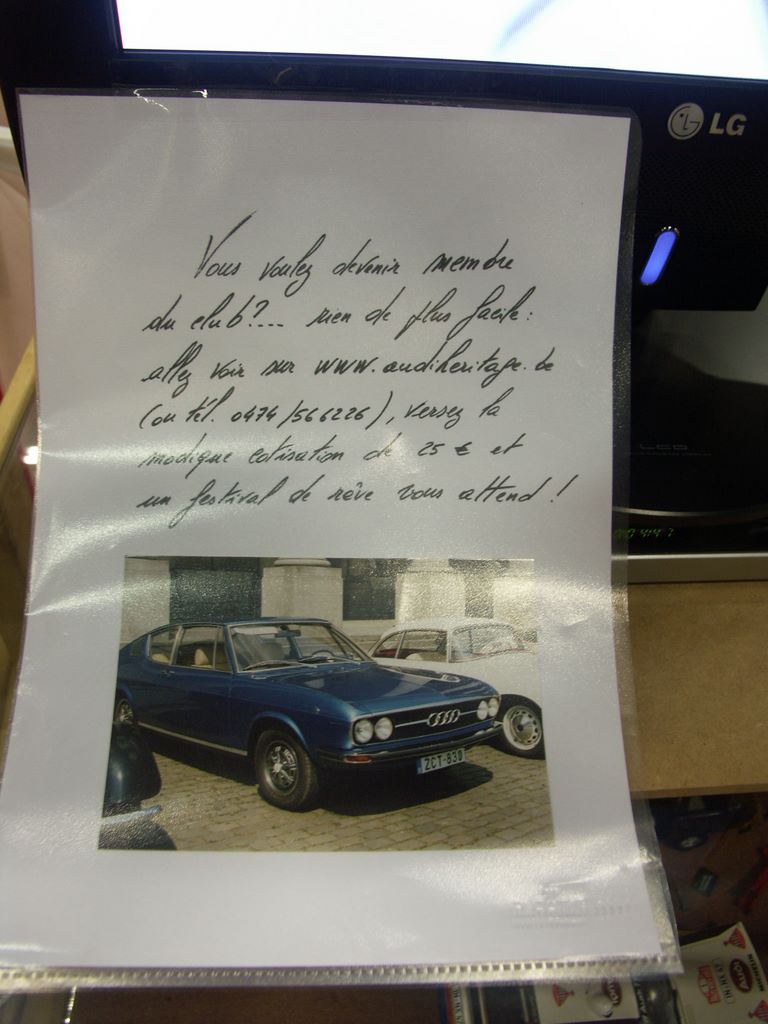 LG
Vous voulez devenir membre
du club?.... rien de plus facile:
allez voir sur www.audiheritage.be
(ou tél. 0474/566226), versez la
modique cotisation de 25 € et
un festival de rêve vous attend!
ZCT-830
MICHELIN